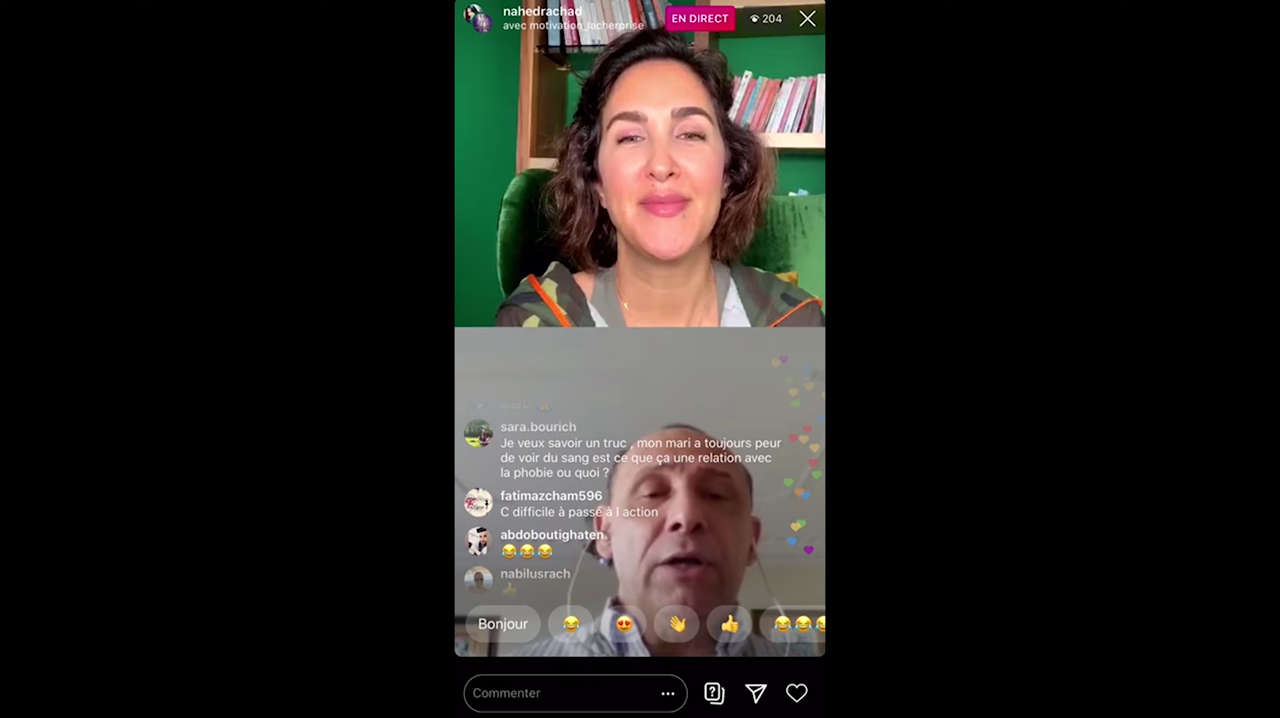 nahedrachad
avec motivation_lacherprise
EN DIRECT
204
sara.bourich
Je veux savoir un truc , mon mari a toujours peur
de voir du sang est ce que ça une relation avec
la phobie ou quoi ?
fatimazcham596
C difficile à passé à l action
abdoboutighaten
😂😂😂
nabilusrach
👍
Bonjour 😂 😍 👋 👍 😂😂😂
Commenter